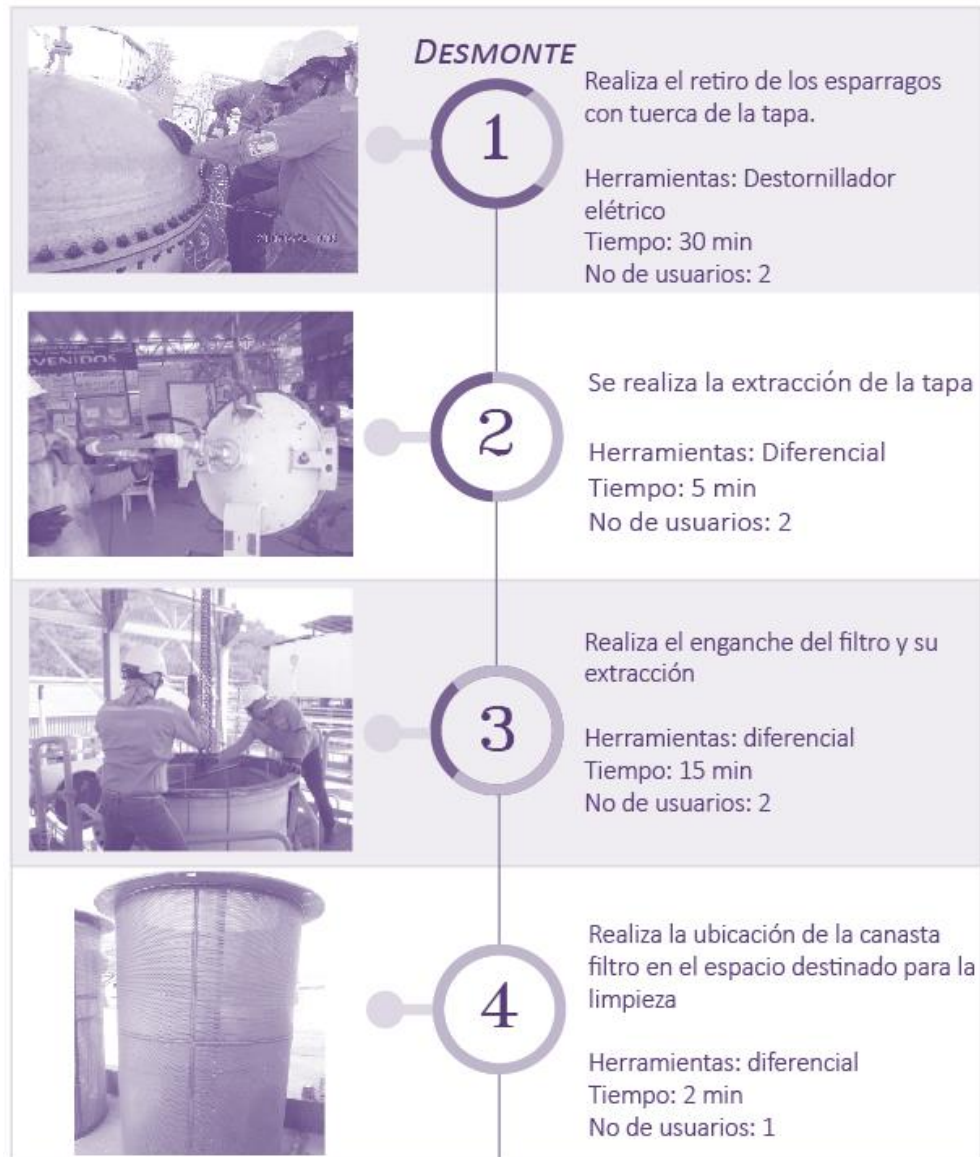 DESMONTE
1
Realiza el retiro de los esparragos
con tuerca de la tapa.
Herramientas: Destornillador
elétrico
Tiempo: 30 min
No de usuarios: 2
VENIDOS
2
Se realiza la extracción de la tapa
Herramientas: Diferencial
Tiempo: 5 min
No de usuarios: 2
3
Realiza el enganche del filtro y su
extracción
Herramientas: diferencial
Tiempo: 15 min
No de usuarios: 2
4
Realiza la ubicación de la canasta
filtro en el espacio destinado para la
limpieza
Herramientas: diferencial
Tiempo: 2 min
No de usuarios: 1